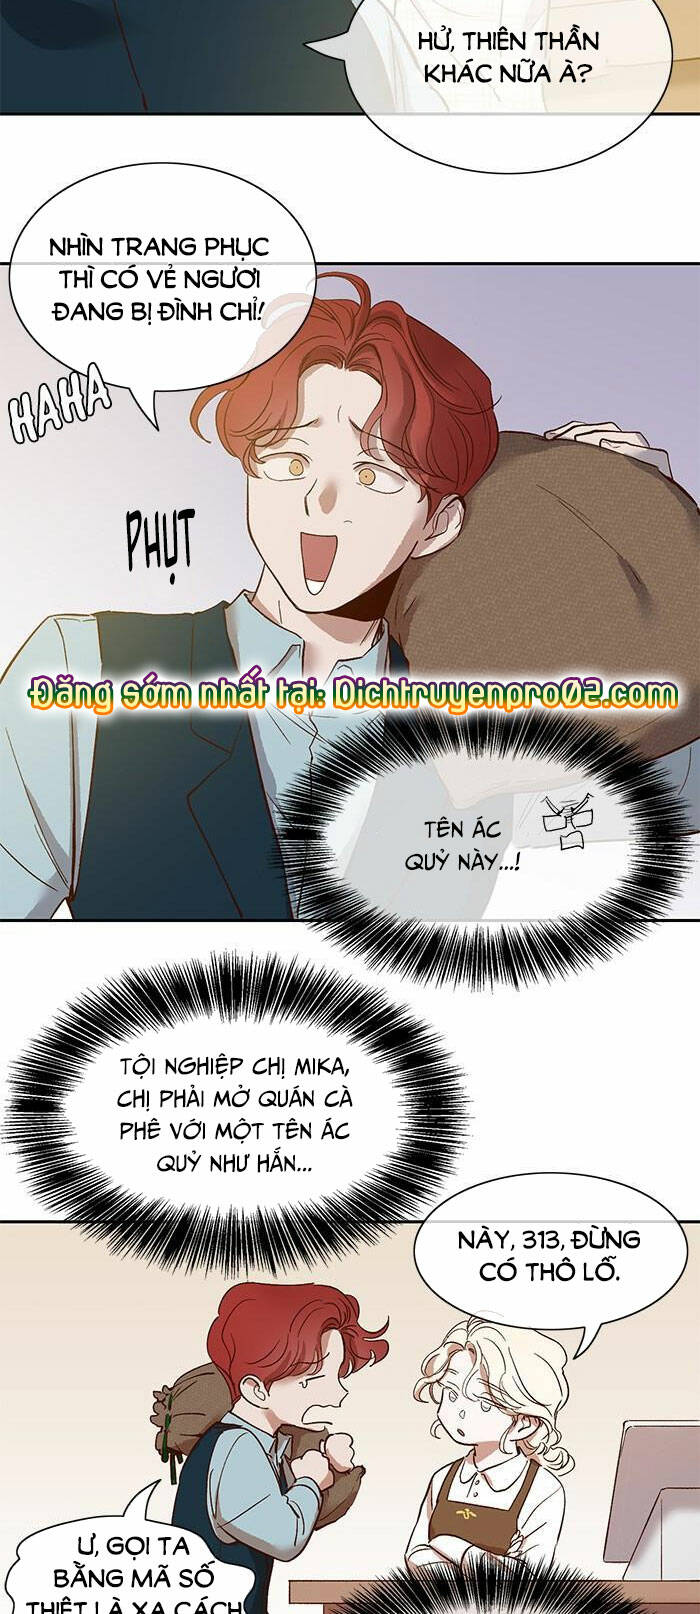 HỬ, THIÊN THẦN
KHÁC NỮA À?
NHÌN TRANG PHỤC
THÌ CÓ VẺ NGƯƠI
ĐANG BỊ ĐÌNH CHỈ!
HAHA
PHỤT
Đăng sớm nhất tại: Dichtruyenpro02.com
TÊN ÁC
QUỶ NÀY...!
TỘI NGHIỆP CHỊ MIKA,
CHỊ PHẢI MỞ QUÁN CÀ
PHÊ VỚI MỘT TÊN ÁC
QUỶ NHƯ HẮN...
NÀY, 313, ĐỪNG
CÓ THÔ LỖ.
Ư, GỌI TA
BẰNG MÃ SỐ
THIỆT LÀ XA CÁCH